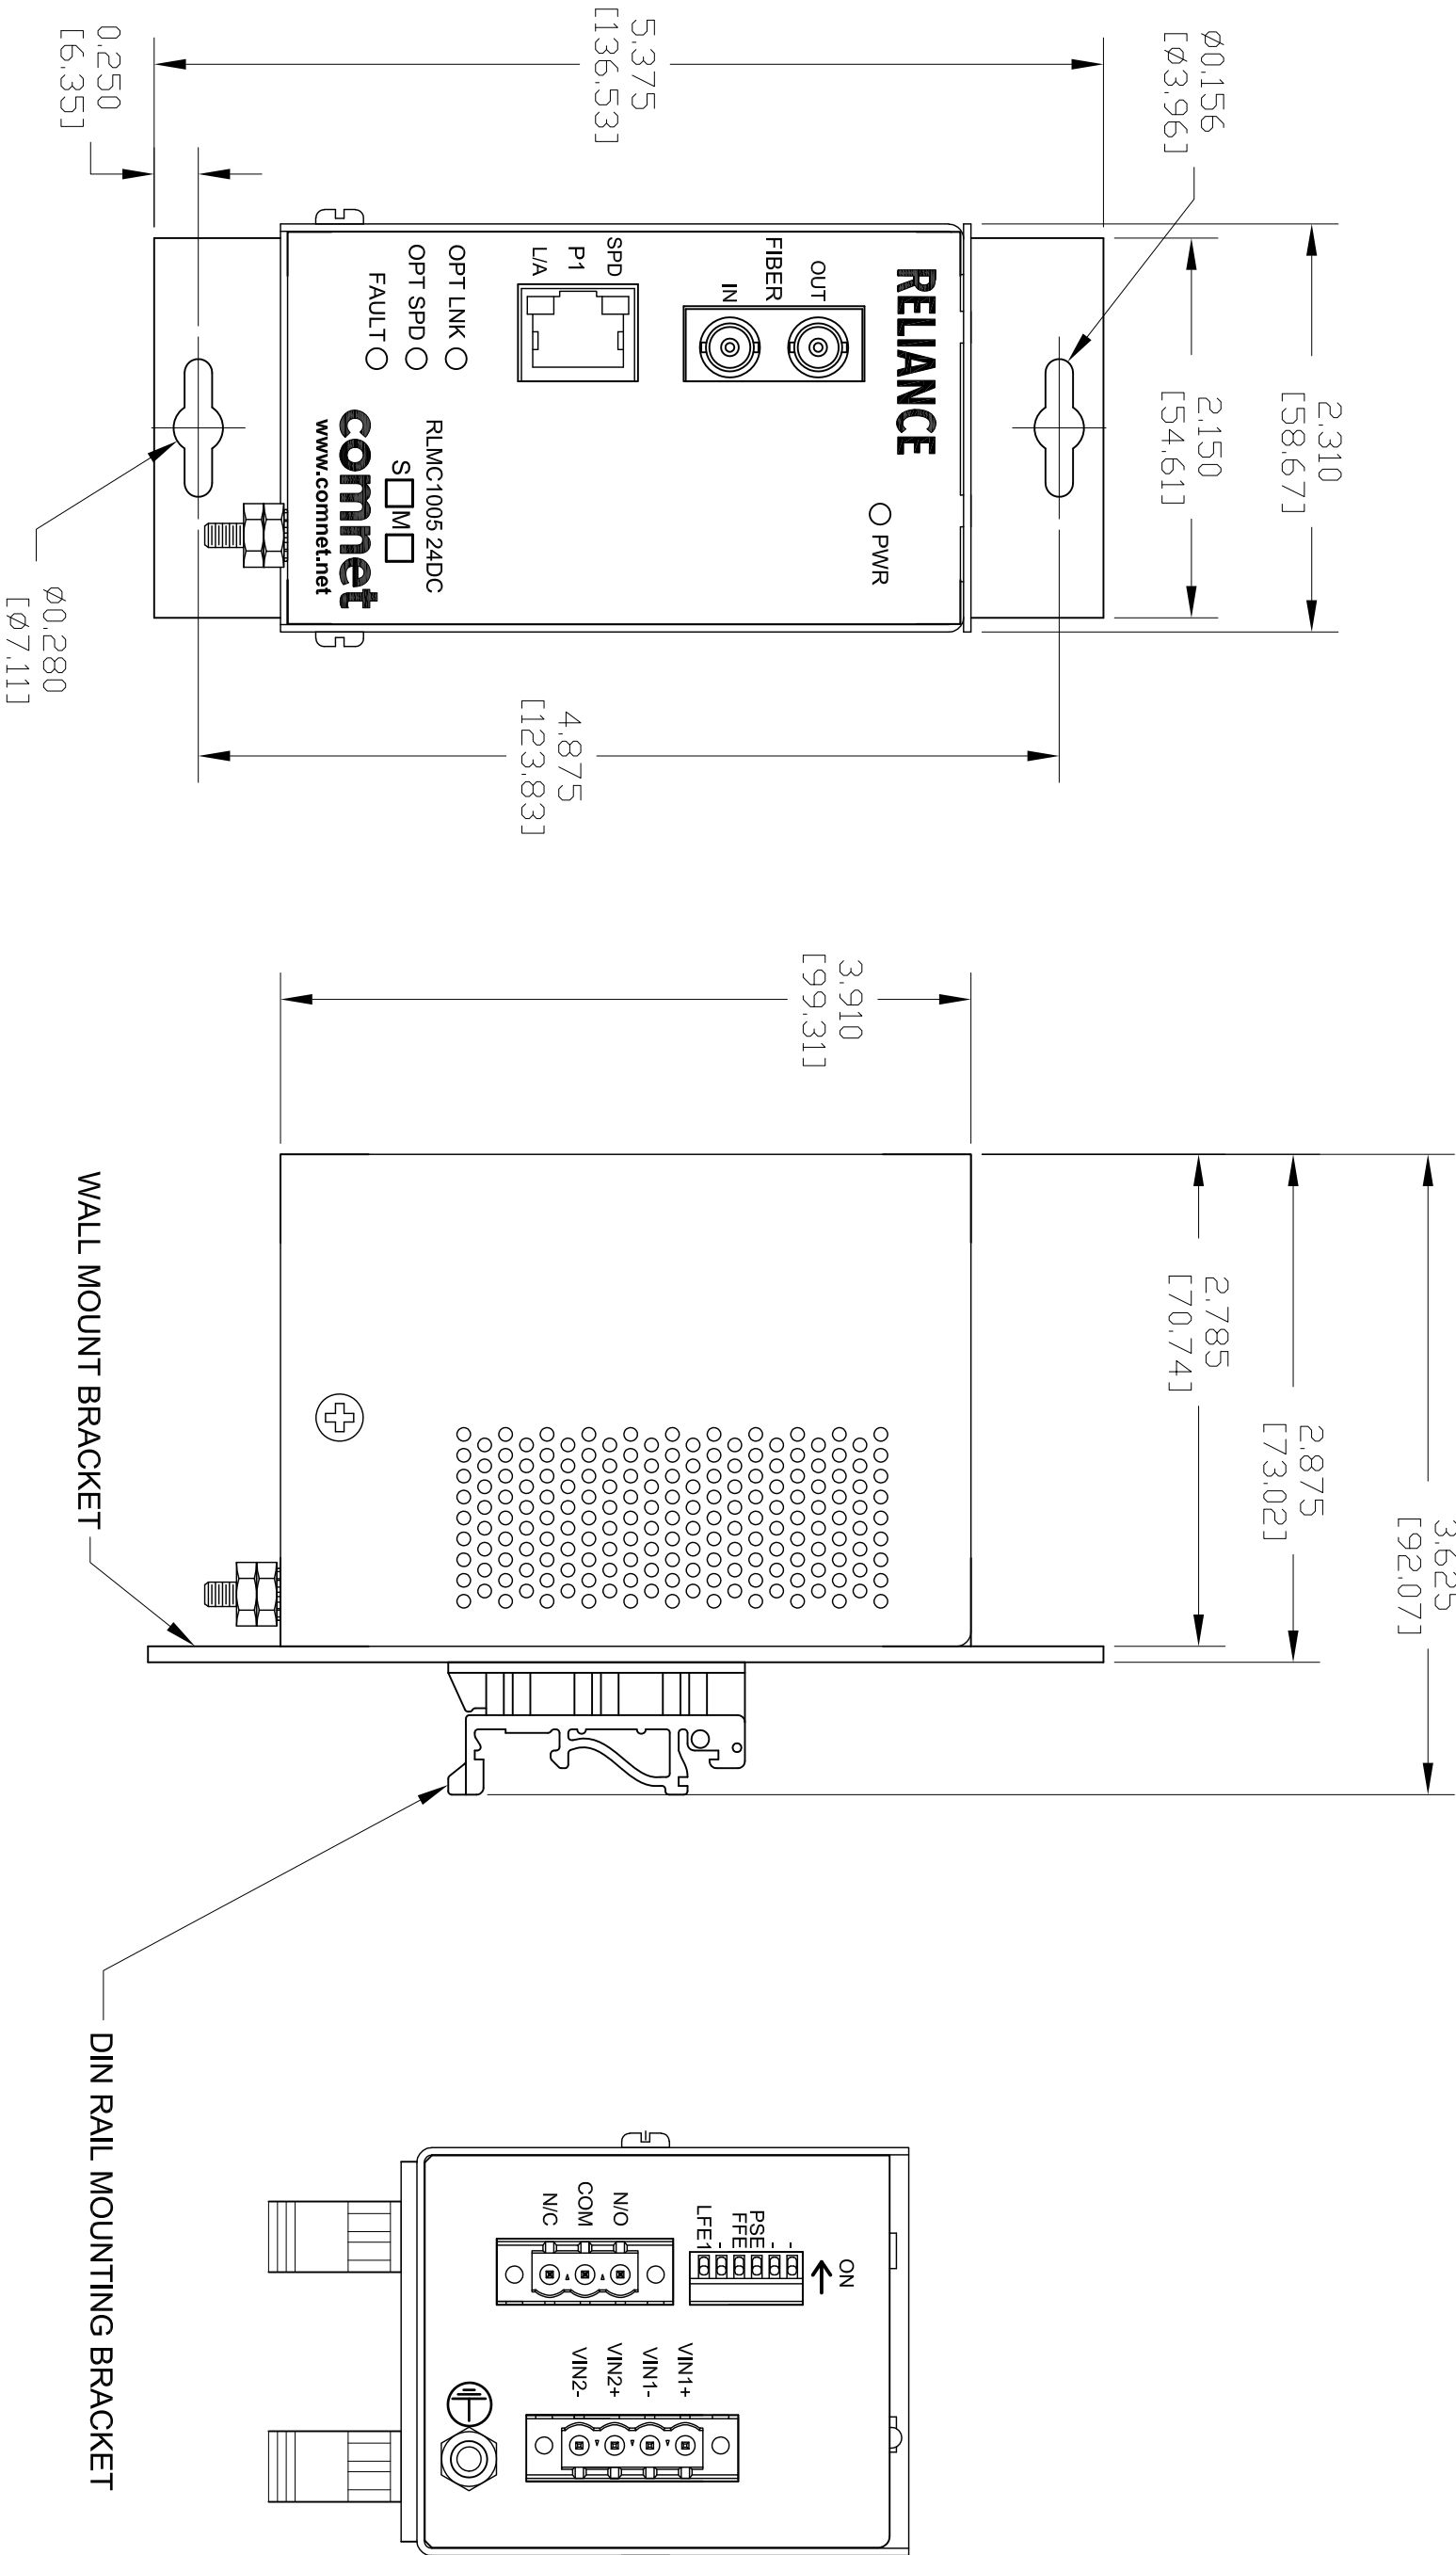 3.625
[92.07]
2.875
[73.02]
2.310
[58.67]
2.785
[70.74]
2.150
[54.61]
Ø0.156
[Ø3.96]
5.375
[136.53]
0.250
[6.35]
4.875
[123.83]
Ø0.280
[Ø7.11]
3.910
[99.31]
RELIANCE
PWR
OUT
FIBER
IN
SPD
P1
L/A
OPT LNK
OPT SPD
FAULT
RLMC1005 24DC
S M
comnet
www.comnet.net
WALL MOUNT BRACKET
DIN RAIL MOUNTING BRACKET
ON
-
-
PSE
FFE
-
LFE1
N/O
COM
N/C
VIN1+
VIN1-
VIN2+
VIN2-